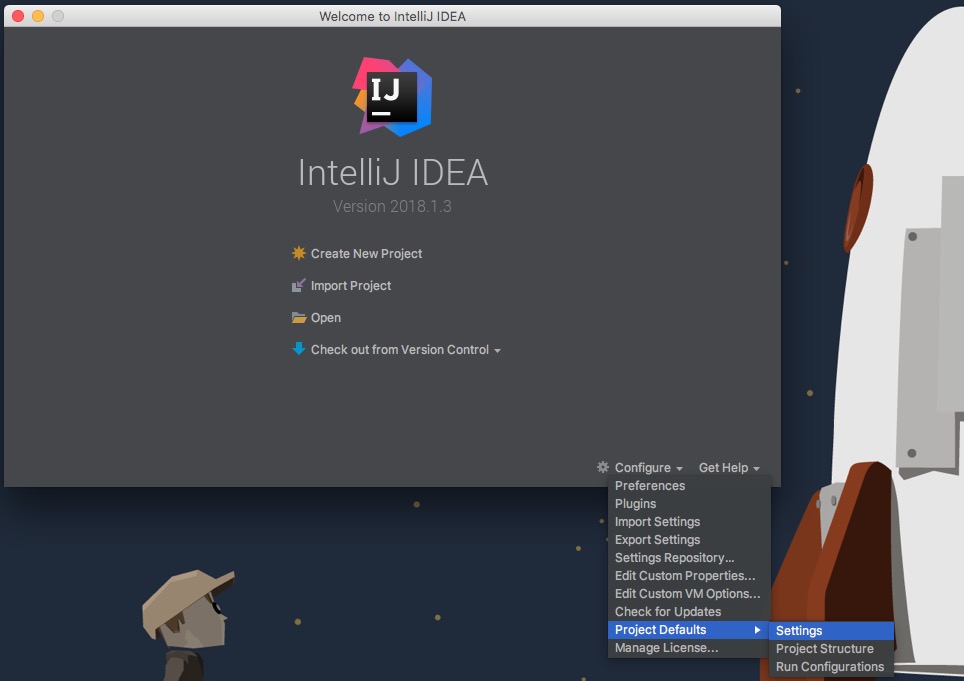 Welcome to IntelliJ IDEA
IJ
IntelliJ IDEA
Version 2018.1.3
Create New Project
Import Project
Open
Check out from Version Control
Configure
Get Help
Preferences
Plugins
Import Settings
Export Settings
Settings Repository...
Edit Custom Properties...
Edit Custom VM Options...
Check for Updates
Project Defaults
Settings
Manage License...
Project Structure
Run Configurations